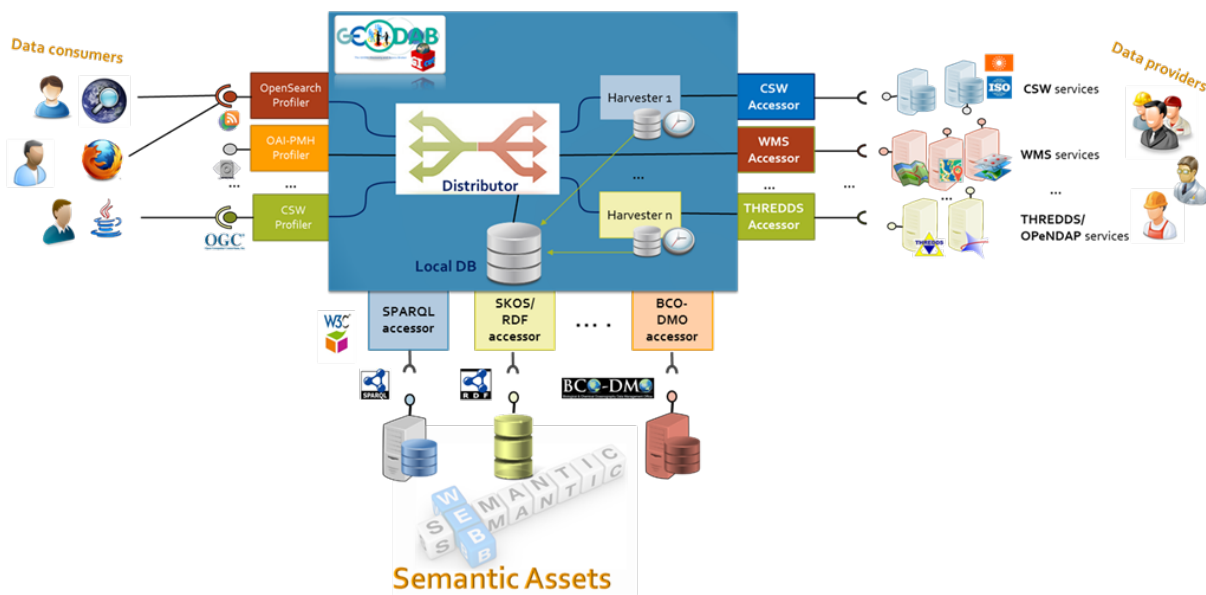 Data consumers
GEODAB
OpenSearch
Profiler
OAI-PMH
Profiler
...
...
CSW
Profiler
OGC
Distributor
Local DB
Harvester 1
...
Harvester n
CSW
Accessor
WMS
Accessor
...
THREDDS
Accessor
...
Data providers
ISO
CSW services
WMS services
...
...
THREDDS/
OPeNDAP services
THREDDS
W3C
SPARQL
accessor
SKOS/
RDF
accessor
... .
BCO-
DMO
accessor
SPARQL
RDF
BCO-DMO
SEMANTIC
WEB
Semantic Assets